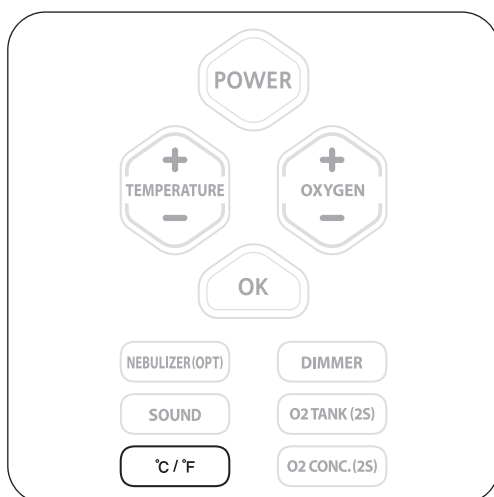 POWER
+ +
TEMPERATURE OXYGEN
− −
OK
NEBULIZER(OPT) DIMMER
SOUND O2 TANK (2S)
℃ / ℉ O2 CONC.(2S)